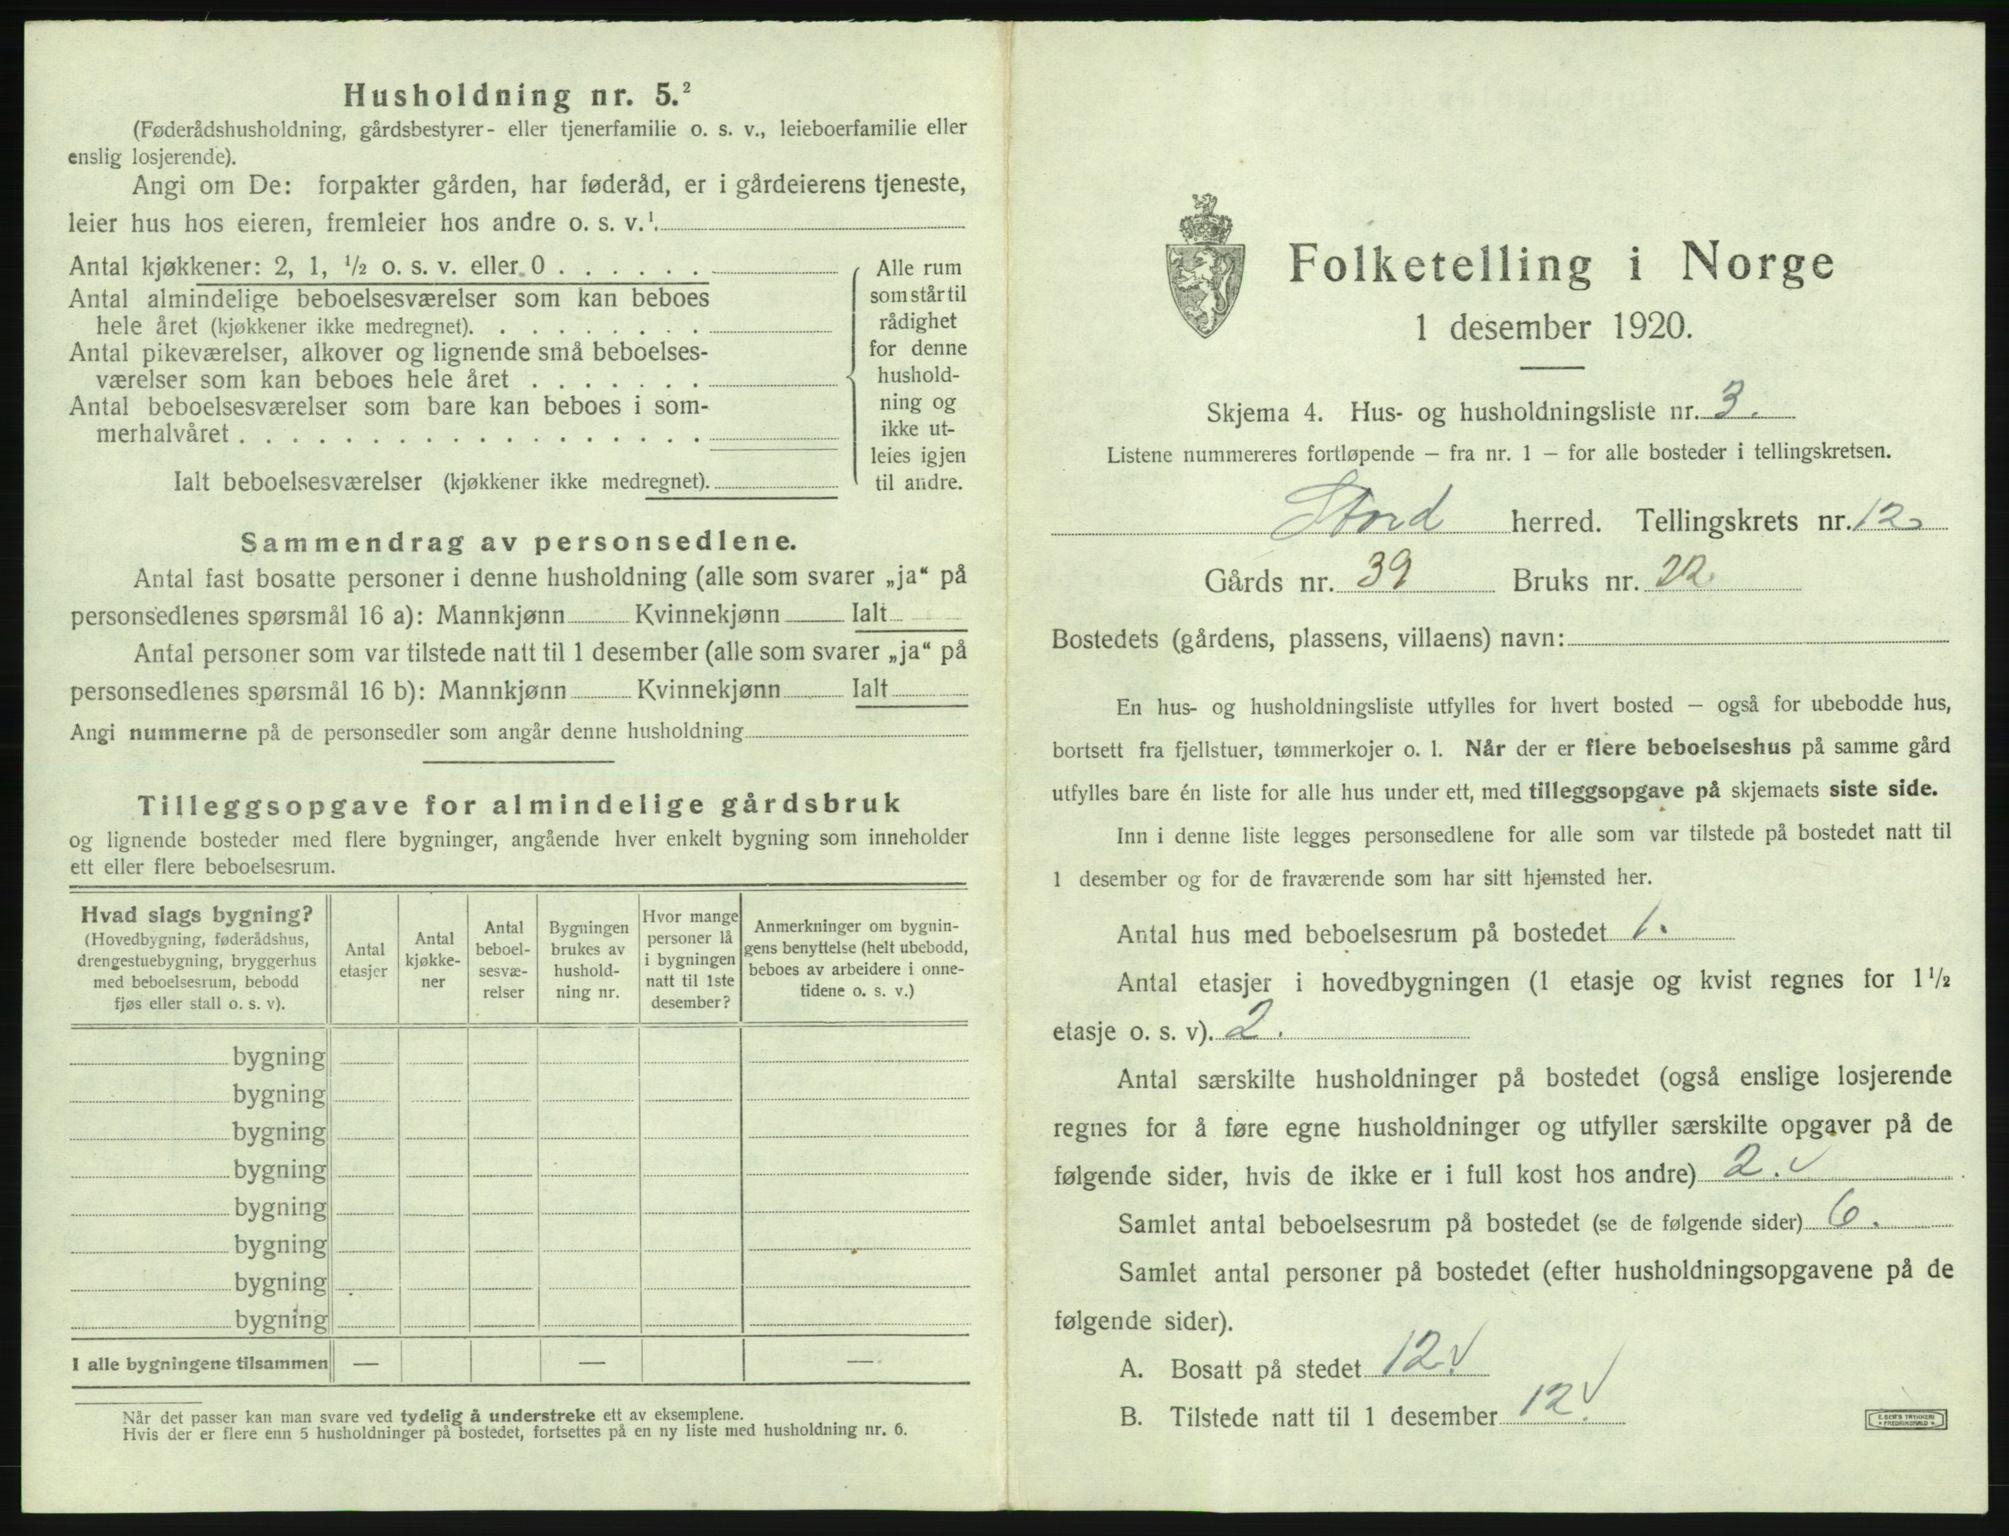 Husholdning nr. 5.²
(Føderådshusholdning, gårdsbestyrer- eller tjenerfamilie o. s. v., leieboerfamilie eller
enslig losjerende).
Angi om De: forpakter gården, har føderåd, er i gårdeierens tjeneste,
leier hus hos eieren, fremleier hos andre o. s. v.¹.
Antal kjøkkener: 2, 1, ½ o. s. v. eller 0 . . . . . .
Antal almindelige beboelsesværelser som kan beboes
hele året (kjøkkener ikke medregnet). . . . . . . . .
Antal pikeværelser, alkover og lignende små beboelses-
værelser som kan beboes hele året . . . . . . .
Antal beboelsesværelser som bare kan beboes i som-
merhalvåret . . . . . . . . . . . . . . . . . .
Ialt beboelsesværelser (kjøkkener ikke medregnet).
Alle rum
som står til
rådighet
for denne
hushold-
ning og
ikke ut-
leies igjen
til andre.
Sammendrag av personsedlene.
Antal fast bosatte personer i denne husholdning (alle som svarer „ja“ på
personsedlenes spørsmål 16 a): Mannkjønn Kvinnekjønn Ialt
Antal personer som var tilstede natt til 1 desember (alle som svarer „ja“ på
personsedlenes spørsmål 16 b): Mannkjønn Kvinnekjønn Ialt
Angi nummerne på de personsedler som angår denne husholdning
Tilleggsopgave for almindelige gårdsbruk
og lignende bosteder med flere bygninger, angående hver enkelt bygning som inneholder
ett eller flere beboelsesrum.
Hvad slags bygning?
(Hovedbygning, føderådshus,
drengestuebygning, bryggerhus
med beboelsesrum, bebodd
fjøs eller stall o. s. v).
Antal
etasjer
Antal
kjøkke-
ner
Antal
beboel-
sesvæ-
relser
Bygningen
brukes av
hushold-
ning nr.
Hvor mange
personer lå
i bygningen
natt til 1ste
desember?
Anmerkninger om bygnin-
gens benyttelse (helt ubebodd,
beboes av arbeidere i onne-
tidene o. s. v.)
bygning
bygning
bygning
bygning
bygning
bygning
bygning
bygning
I alle bygningene tilsammen — — —
Når det passer kan man svare ved tydelig å understreke ett av eksemplene.
Hvis der er flere enn 5 husholdninger på bostedet, fortsettes på en ny liste med husholdning nr. 6.
Folketelling i Norge
1 desember 1920.
Skjema 4. Hus- og husholdningsliste nr. 3.
Listene nummereres fortløpende – fra nr. 1 – for alle bosteder i tellingskretsen.
Stord herred. Tellingskrets nr. 12
Gårds nr. 39 Bruks nr. 22
Bostedets (gårdens, plassens, villaens) navn:
En hus- og husholdningsliste utfylles for hvert bosted – også for ubebodde hus,
bortsett fra fjellstuer, tømmerkojer o. l. Når der er flere beboelseshus på samme gård
utfylles bare én liste for alle hus under ett, med tilleggsopgave på skjemaets siste side.
Inn i denne liste legges personsedlene for alle som var tilstede på bostedet natt til
1 desember og for de fraværende som har sitt hjemsted her.
Antal hus med beboelsesrum på bostedet 1.
Antal etasjer i hovedbygningen (1 etasje og kvist regnes for 1½
etasje o. s. v). 2.
Antal særskilte husholdninger på bostedet (også enslige losjerende
regnes for å føre egne husholdninger og utfyller særskilte opgaver på de
følgende sider, hvis de ikke er i full kost hos andre) 2. √
Samlet antal beboelsesrum på bostedet (se de følgende sider) 6.
Samlet antal personer på bostedet (efter husholdningsopgavene på de
følgende sider).
A. Bosatt på stedet 12. √
B. Tilstede natt til 1 desember 12. √
E. SEM'S TRYKKERI
FREDRIKSHALD